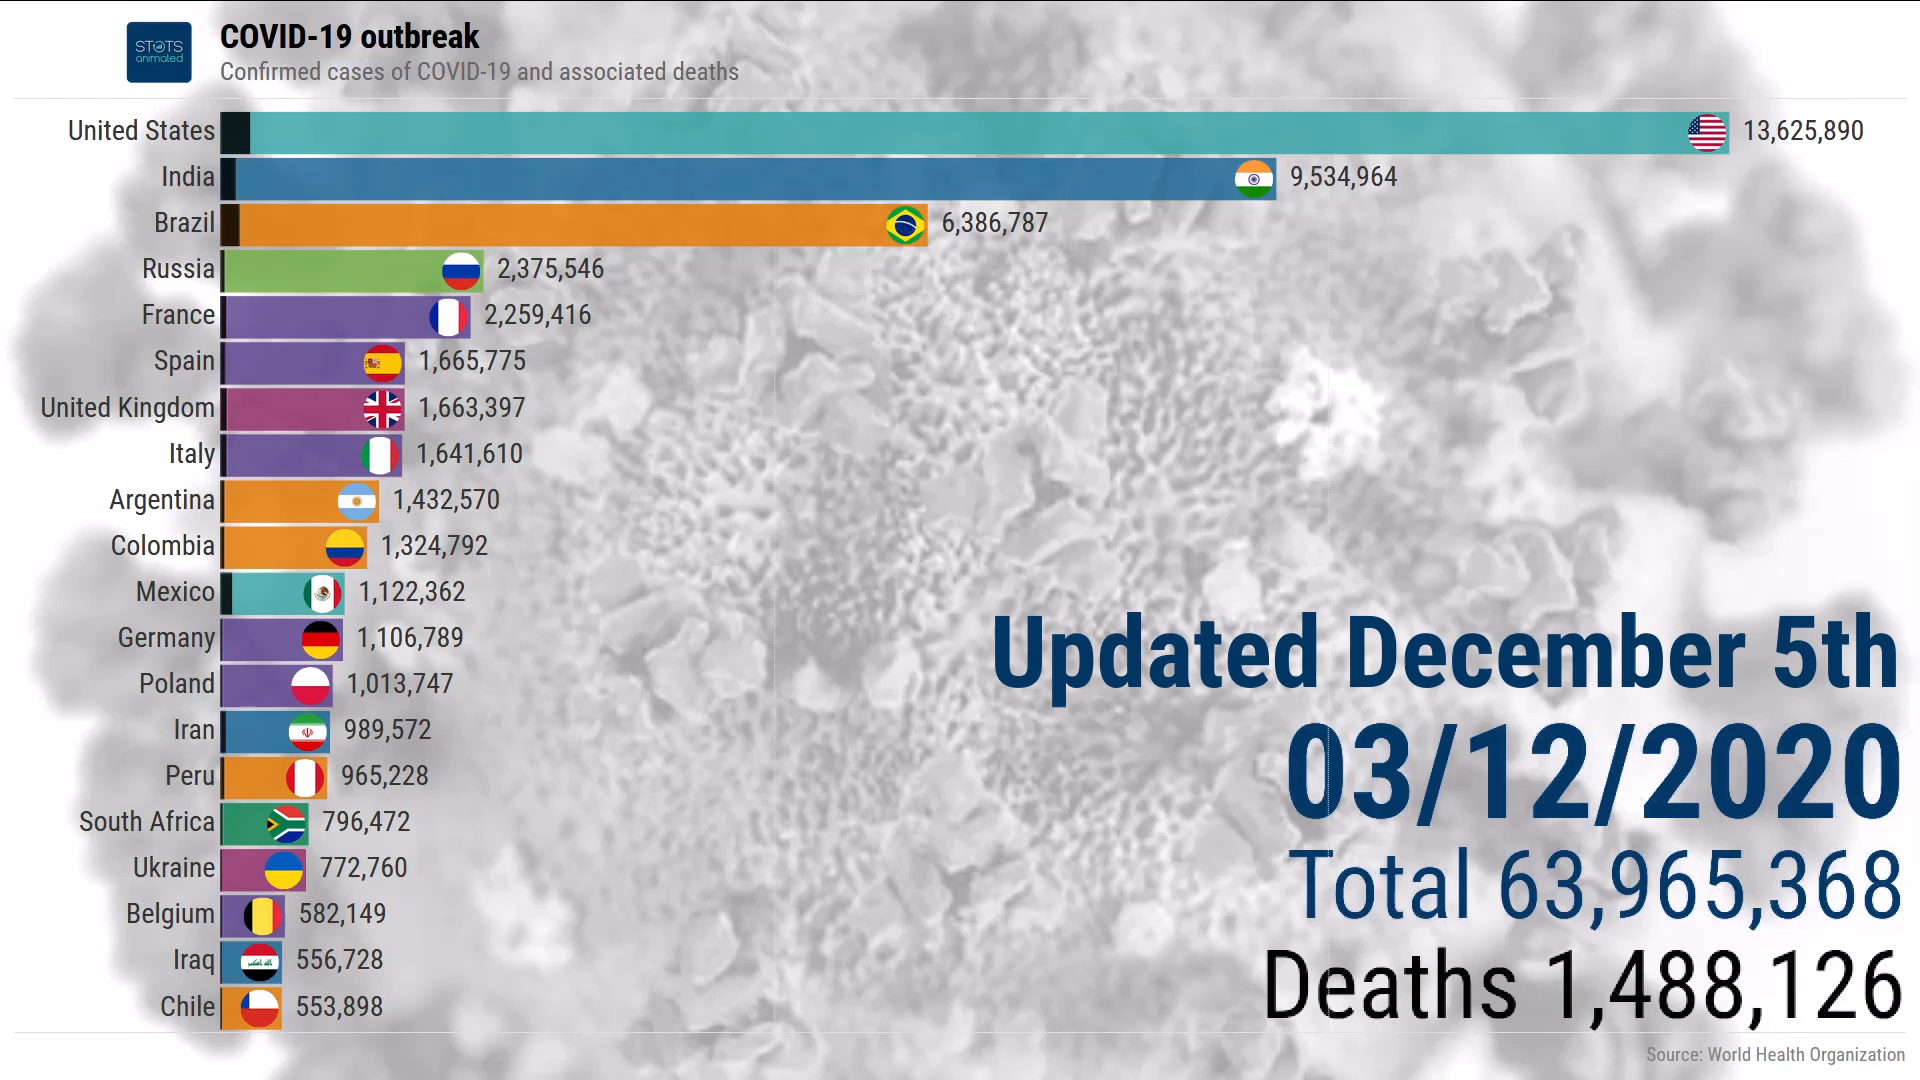 STATS
animated
COVID-19 outbreak
Confirmed cases of COVID-19 and associated deaths
United States 13,625,890
India 9,534,964
Brazil 6,386,787
Russia 2,375,546
France 2,259,416
Spain 1,665,775
United Kingdom 1,663,397
Italy 1,641,610
Argentina 1,432,570
Colombia 1,324,792
Mexico 1,122,362
Germany 1,106,789
Poland 1,013,747
Iran 989,572
Peru 965,228
South Africa 796,472
Ukraine 772,760
Belgium 582,149
Iraq 556,728
Chile 553,898
Updated December 5th
03/12/2020
Total 63,965,368
Deaths 1,488,126
Source: World Health Organization